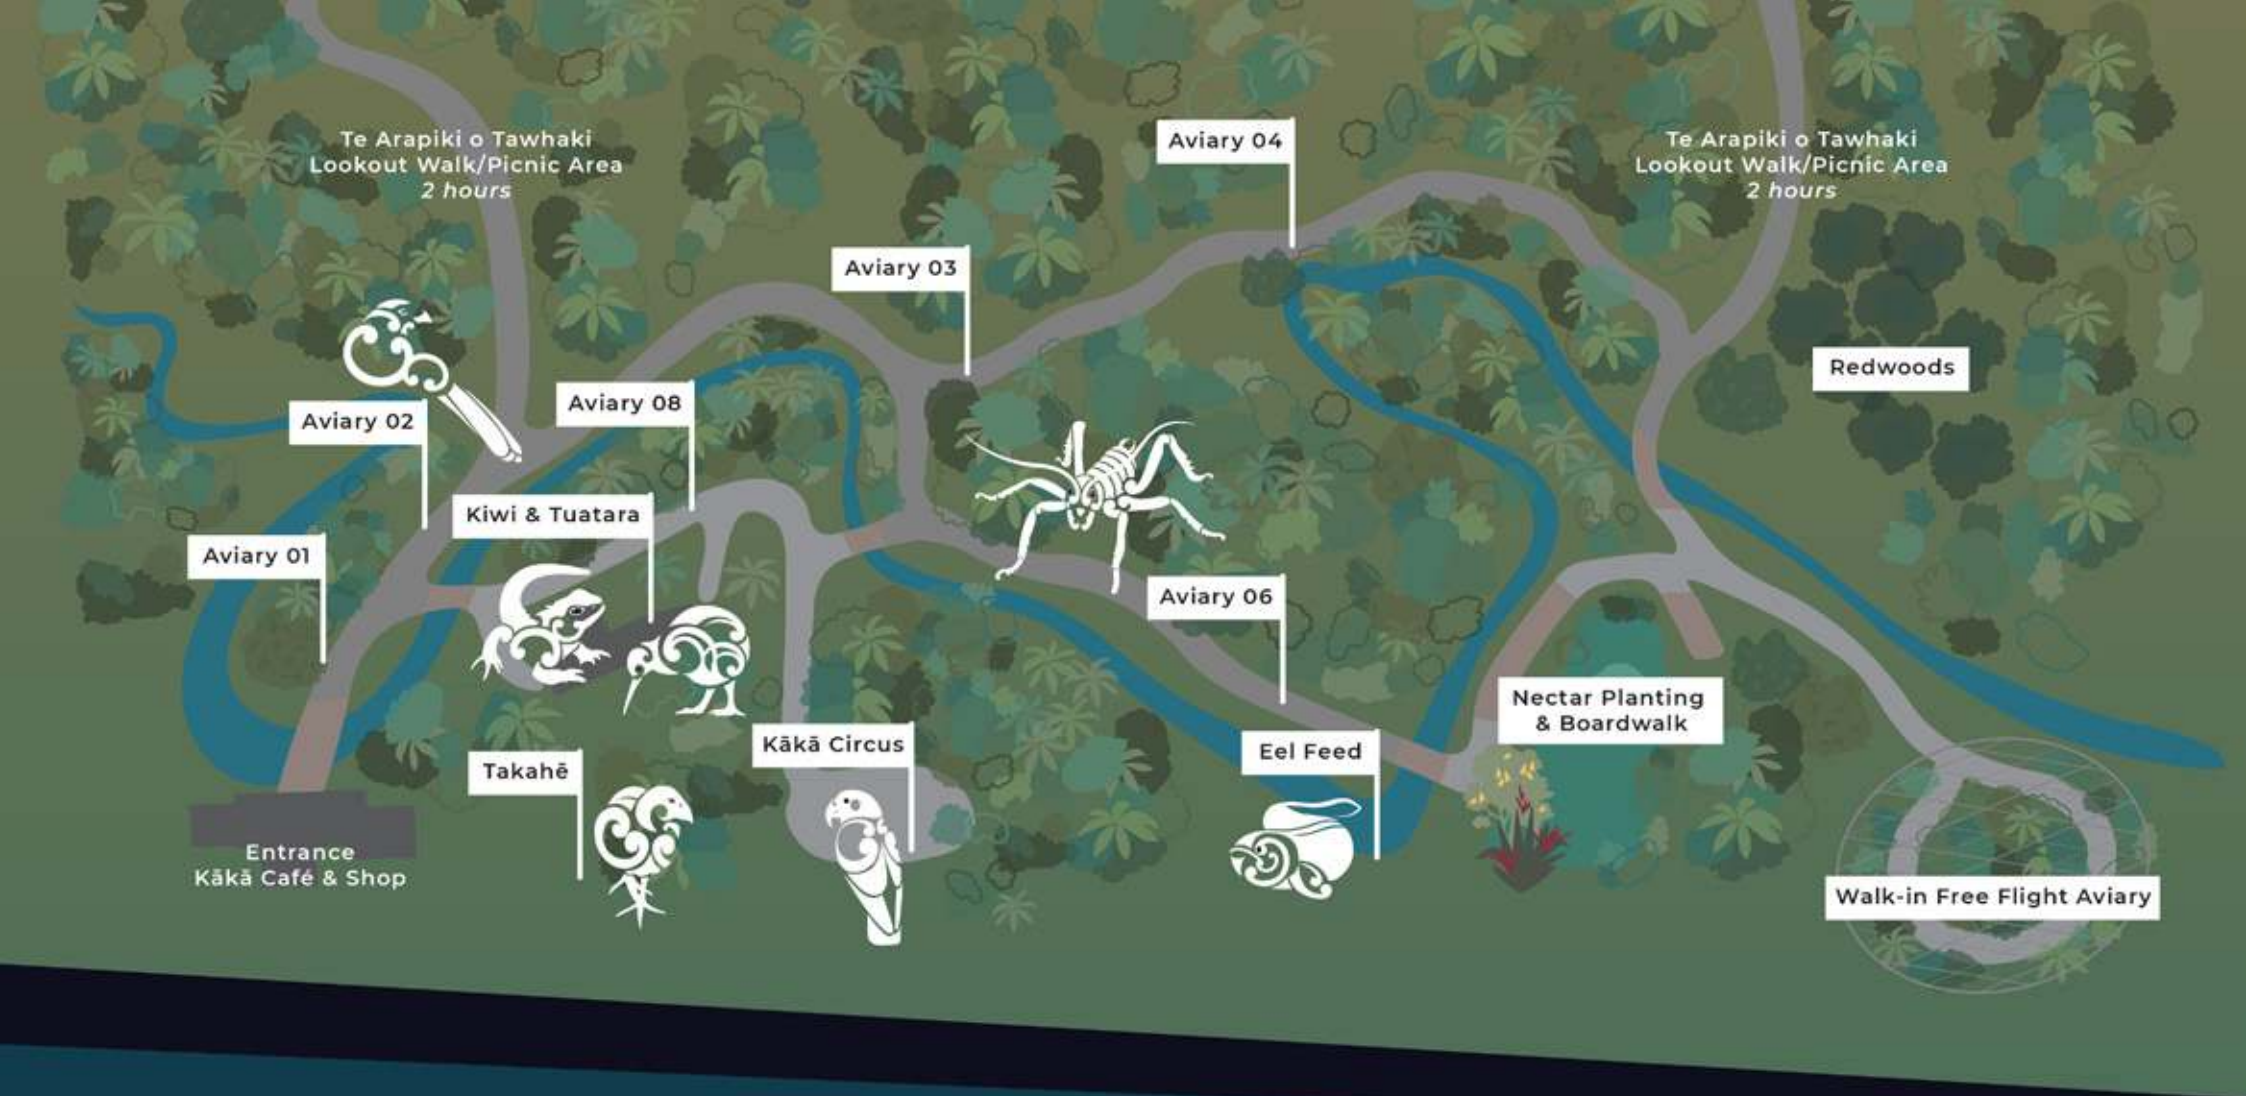 Te Arapiki o Tawhaki
Lookout Walk/Picnic Area
2 hours
Aviary 04
Te Arapiki o Tawhaki
Lookout Walk/Picnic Area
2 hours
Aviary 03
Redwoods
Aviary 02
Aviary 08
Kiwi & Tuatara
Aviary 01
Aviary 06
Nectar Planting
& Boardwalk
Takahē
Kākā Circus
Eel Feed
Entrance
Kākā Café & Shop
Walk-in Free Flight Aviary